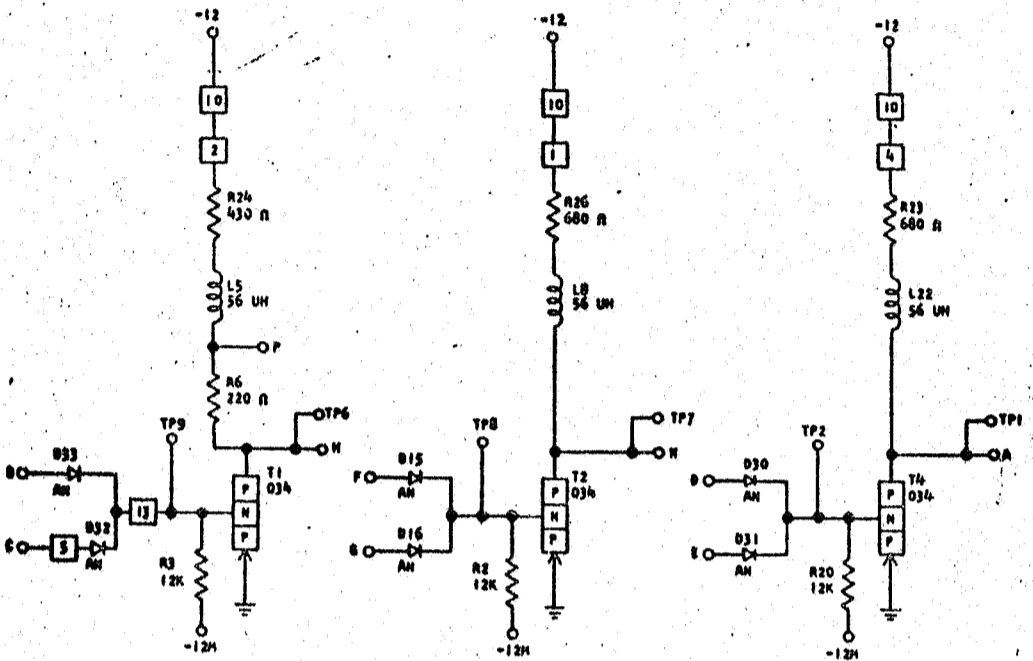 -12
10
2
R24
430 Ω
L5
56 UH
P
R6
220 Ω
TP6
TP9
D33
AN
13
D32
S
AN
T1
034
P
N
P
R3
12K
-12M
-12
10
1
R26
680 Ω
L8
56 UH
TP7
TP8
F
D15
AN
D16
AN
T2
034
P
N
P
R2
12K
-12M
-12
10
4
R23
680 Ω
L22
56 UH
TP1
A
TP2
D
D30
AN
E
D31
AN
T4
034
P
N
P
R20
12K
-12M